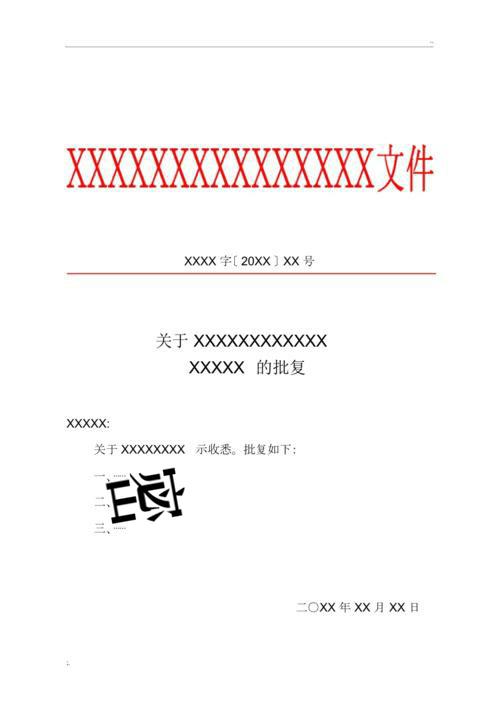 XXXXXXXXXXXXXXX文件
XXXX 字〔 20XX 〕 XX 号
关于 XXXXXXXXXXXX
XXXXX 的批复
XXXXX:
关于 XXXXXXXX 示收悉。批复如下:
一、……
二、
三、……
密
二〇XX 年 XX 月 XX 日